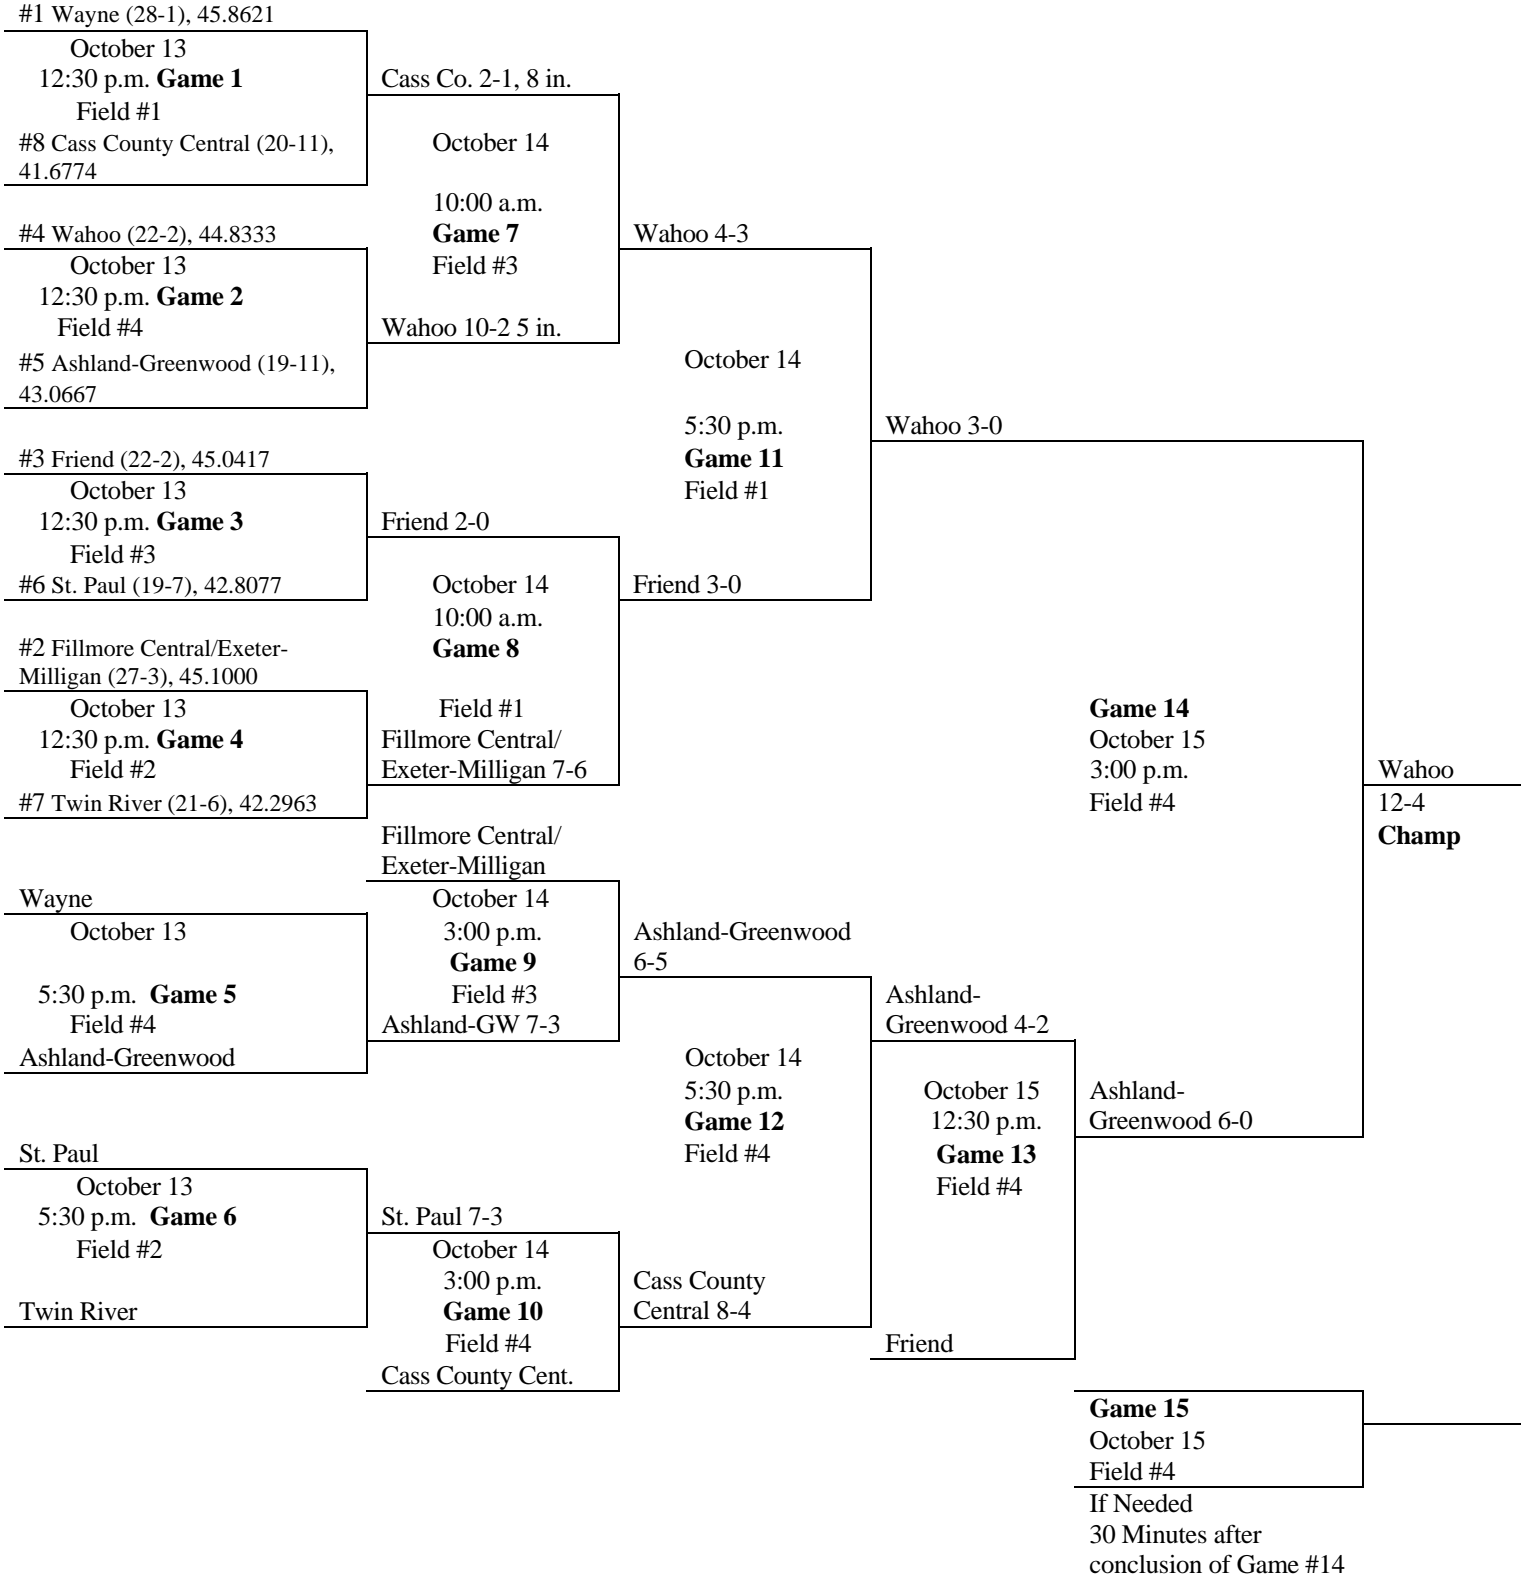 #1 Wayne (28-1), 45.8621
October 13
12:30 p.m. Game 1
Field #1
#8 Cass County Central (20-11),
41.6774
Cass Co. 2-1, 8 in.
October 14
10:00 a.m.
Game 7
Field #3
#4 Wahoo (22-2), 44.8333
October 13
12:30 p.m. Game 2
Field #4
#5 Ashland-Greenwood (19-11),
43.0667
Wahoo 10-2 5 in.
Wahoo 4-3
October 14
5:30 p.m.
Game 11
Field #1
Wahoo 3-0
#3 Friend (22-2), 45.0417
October 13
12:30 p.m. Game 3
Field #3
#6 St. Paul (19-7), 42.8077
Friend 2-0
October 14
10:00 a.m.
Game 8
Field #1
Friend 3-0
#2 Fillmore Central/Exeter-
Milligan (27-3), 45.1000
October 13
12:30 p.m. Game 4
Field #2
#7 Twin River (21-6), 42.2963
Fillmore Central/
Exeter-Milligan 7-6
Game 14
October 15
3:00 p.m.
Field #4
Wahoo
12-4
Champ
Fillmore Central/
Exeter-Milligan
October 14
3:00 p.m.
Game 9
Field #3
Ashland-GW 7-3
Wayne
October 13
5:30 p.m. Game 5
Field #4
Ashland-Greenwood
Ashland-Greenwood
6-5
October 14
5:30 p.m.
Game 12
Field #4
Ashland-
Greenwood 4-2
October 15
12:30 p.m.
Game 13
Field #4
Ashland-
Greenwood 6-0
St. Paul
October 13
5:30 p.m. Game 6
Field #2
Twin River
St. Paul 7-3
October 14
3:00 p.m.
Game 10
Field #4
Cass County Cent.
Cass County
Central 8-4
Friend
Game 15
October 15
Field #4
If Needed
30 Minutes after
conclusion of Game #14